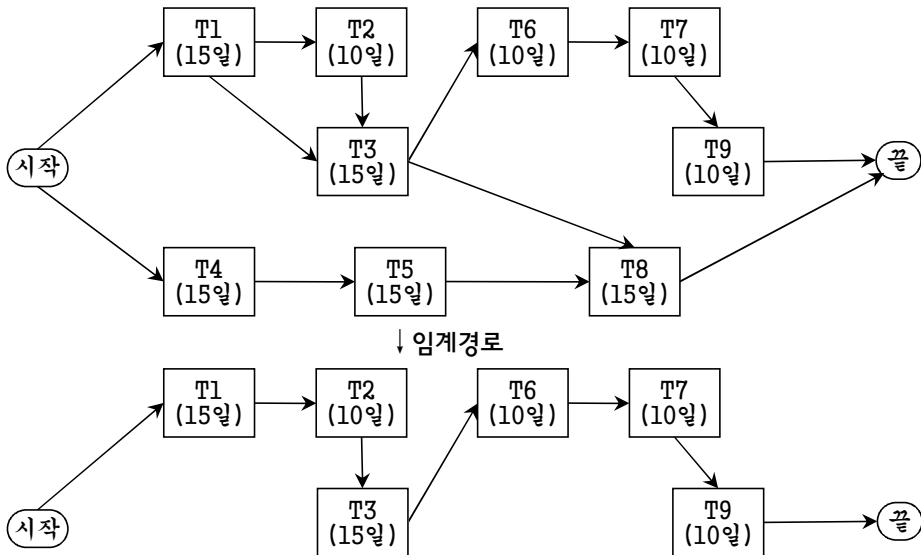 T1
(15일)
T2
(10일)
T6
(10일)
T7
(10일)
시작
T3
(15일)
T9
(10일)
끝
T4
(15일)
T5
(15일)
T8
(15일)
↓ 임계경로
T1
(15일)
T2
(10일)
T6
(10일)
T7
(10일)
시작
T3
(15일)
T9
(10일)
끝